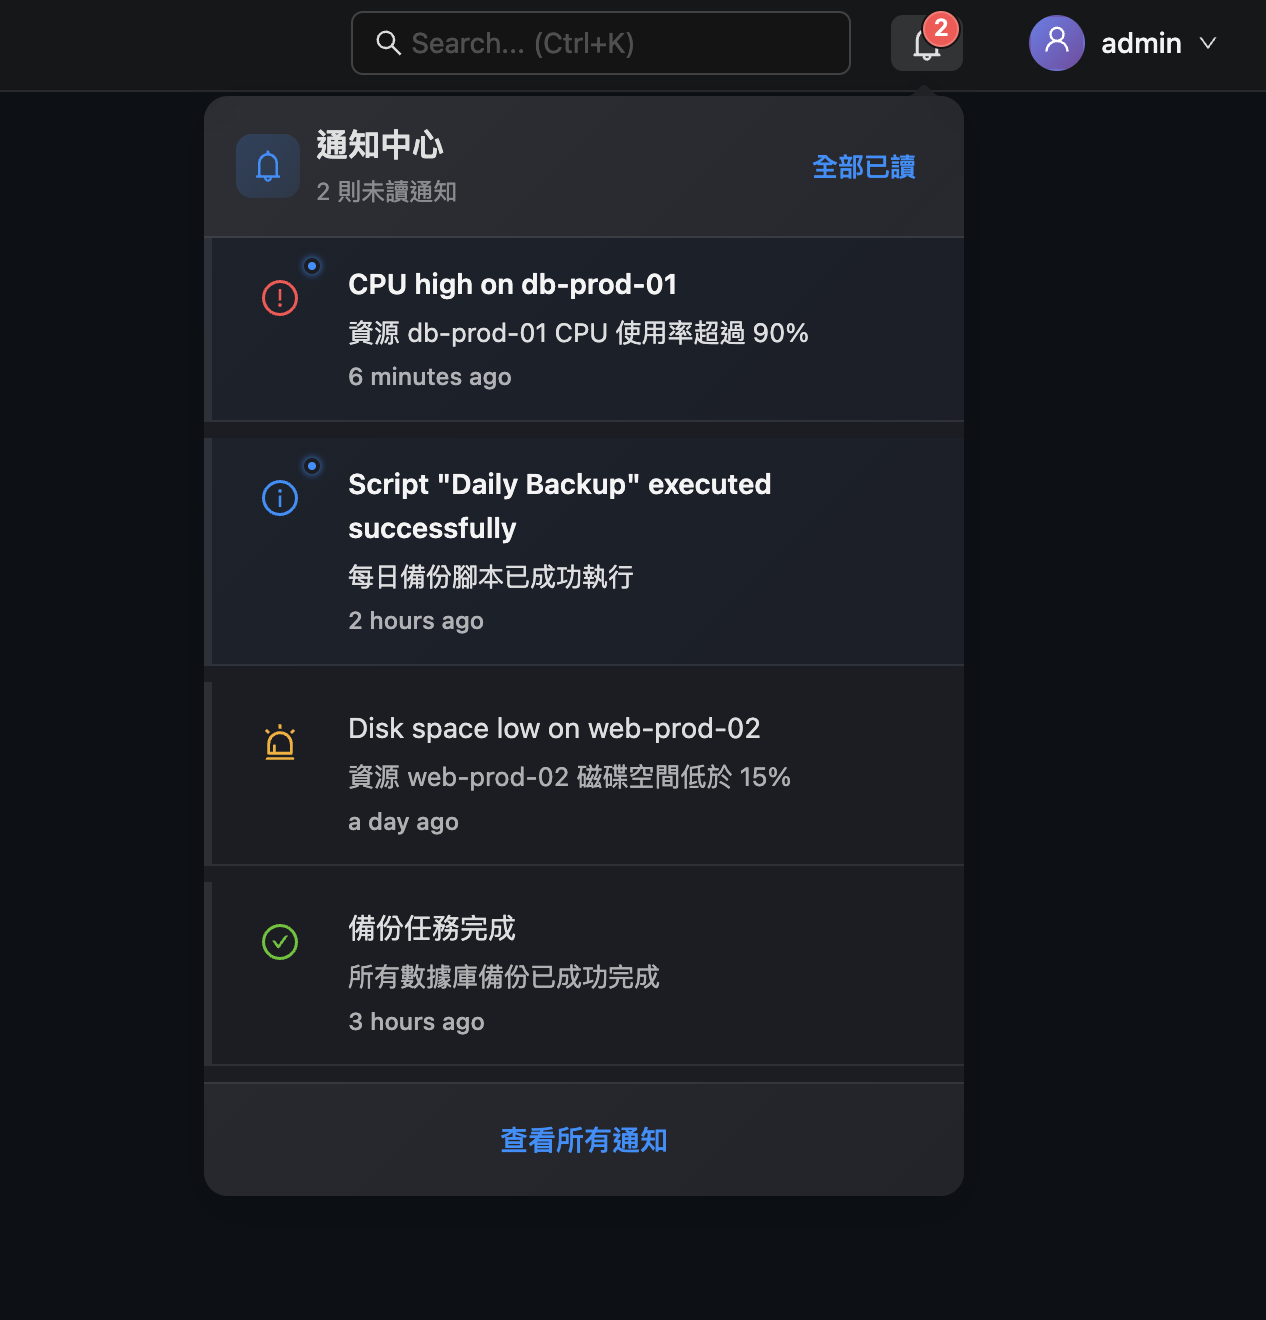 Search... (Ctrl+K)
2
admin
通知中心
2 則未讀通知
全部已讀
CPU high on db-prod-01
資源 db-prod-01 CPU 使用率超過 90%
6 minutes ago
Script "Daily Backup" executed
successfully
每日備份腳本已成功執行
2 hours ago
Disk space low on web-prod-02
資源 web-prod-02 磁碟空間低於 15%
a day ago
備份任務完成
所有數據庫備份已成功完成
3 hours ago
查看所有通知